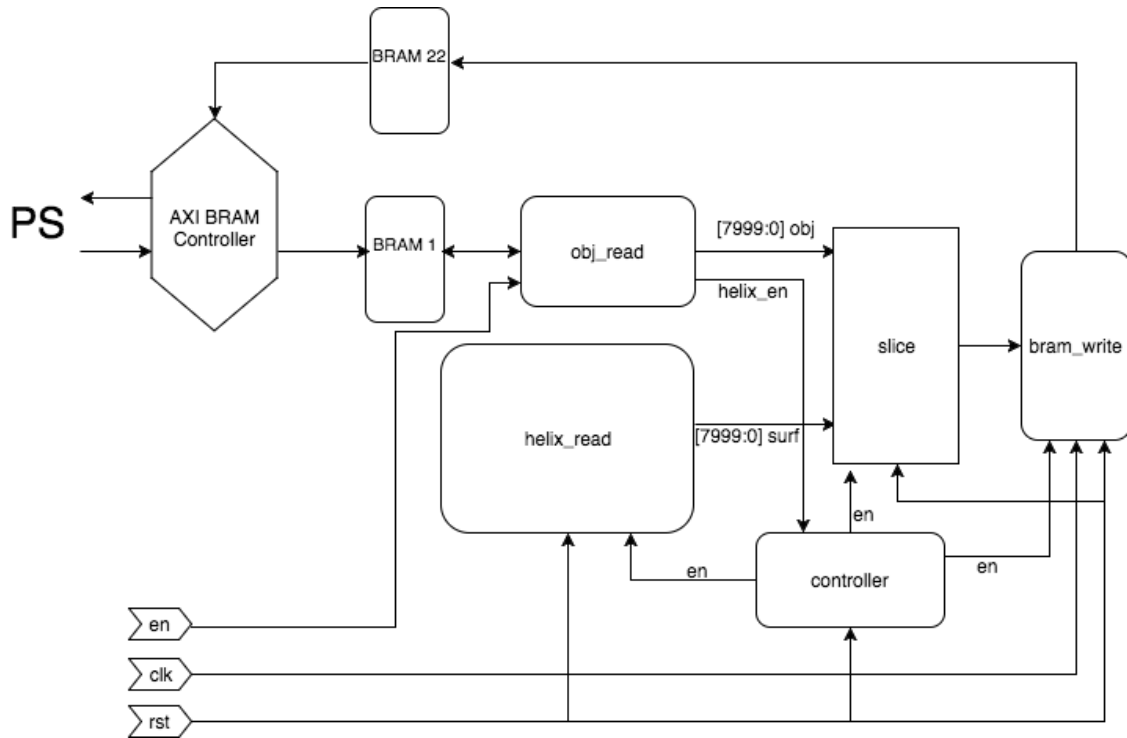 BRAM 22
PS
AXI BRAM
Controller
BRAM 1
obj_read
[7999:0] obj
helix_en
slice
bram_write
helix_read
[7999:0] surf
en
en
controller
en
en
clk
rst